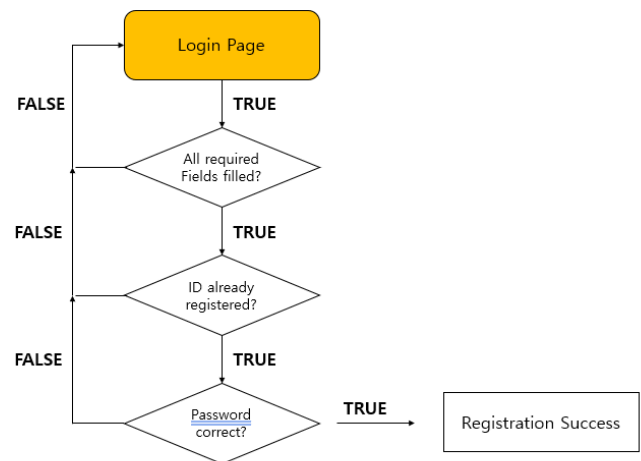 Login Page
FALSE
TRUE
All required
Fields filled?
FALSE
TRUE
ID already
registered?
FALSE
TRUE
Password
correct?
TRUE
Registration Success